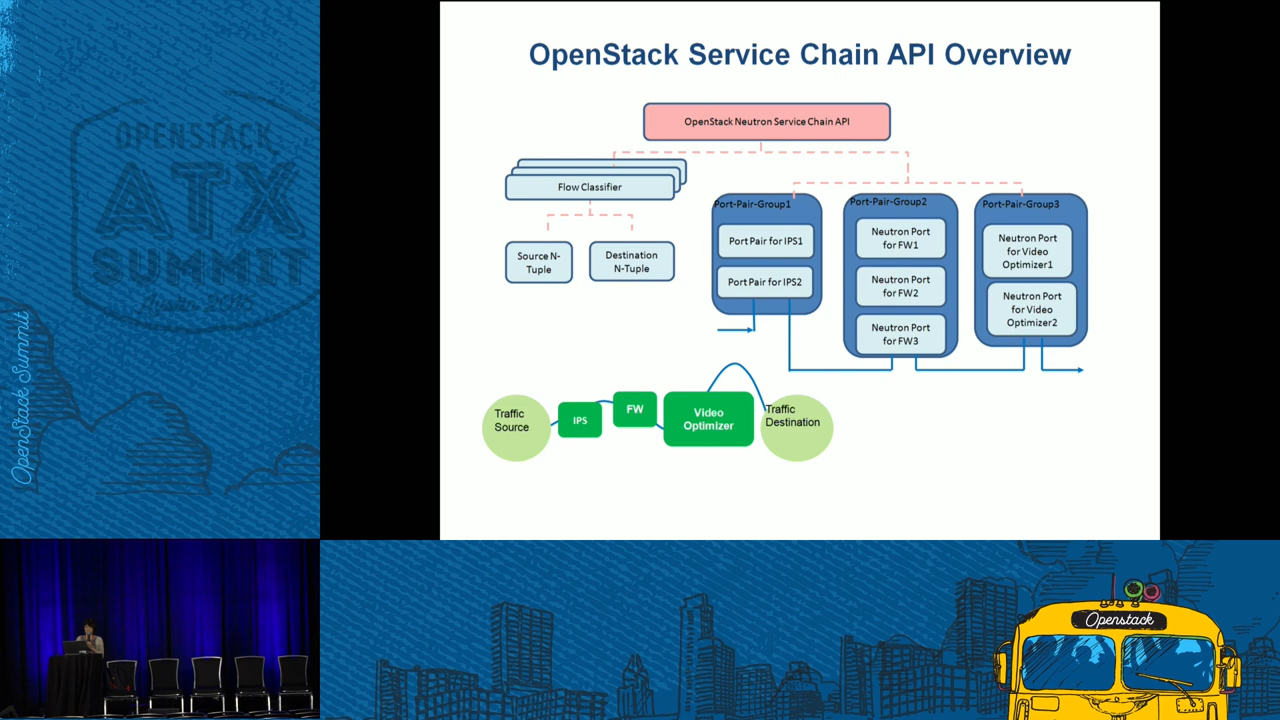 OpenStack Service Chain API Overview
OpenStack Neutron Service Chain API
Flow Classifier
Source N-
Tuple
Destination
N-Tuple
Port-Pair-Group1
Port Pair for IPS1
Port Pair for IPS2
Port-Pair-Group2
Neutron Port
for FW1
Neutron Port
for FW2
Neutron Port
for FW3
Port-Pair-Group3
Neutron Port
for Video
Optimizer1
Neutron Port
for Video
Optimizer2
Traffic
Source
IPS
FW
Video
Optimizer
Traffic
Destination
OPENSTACK
ATX
SUMMIT
OpenStack Summit
Openstack